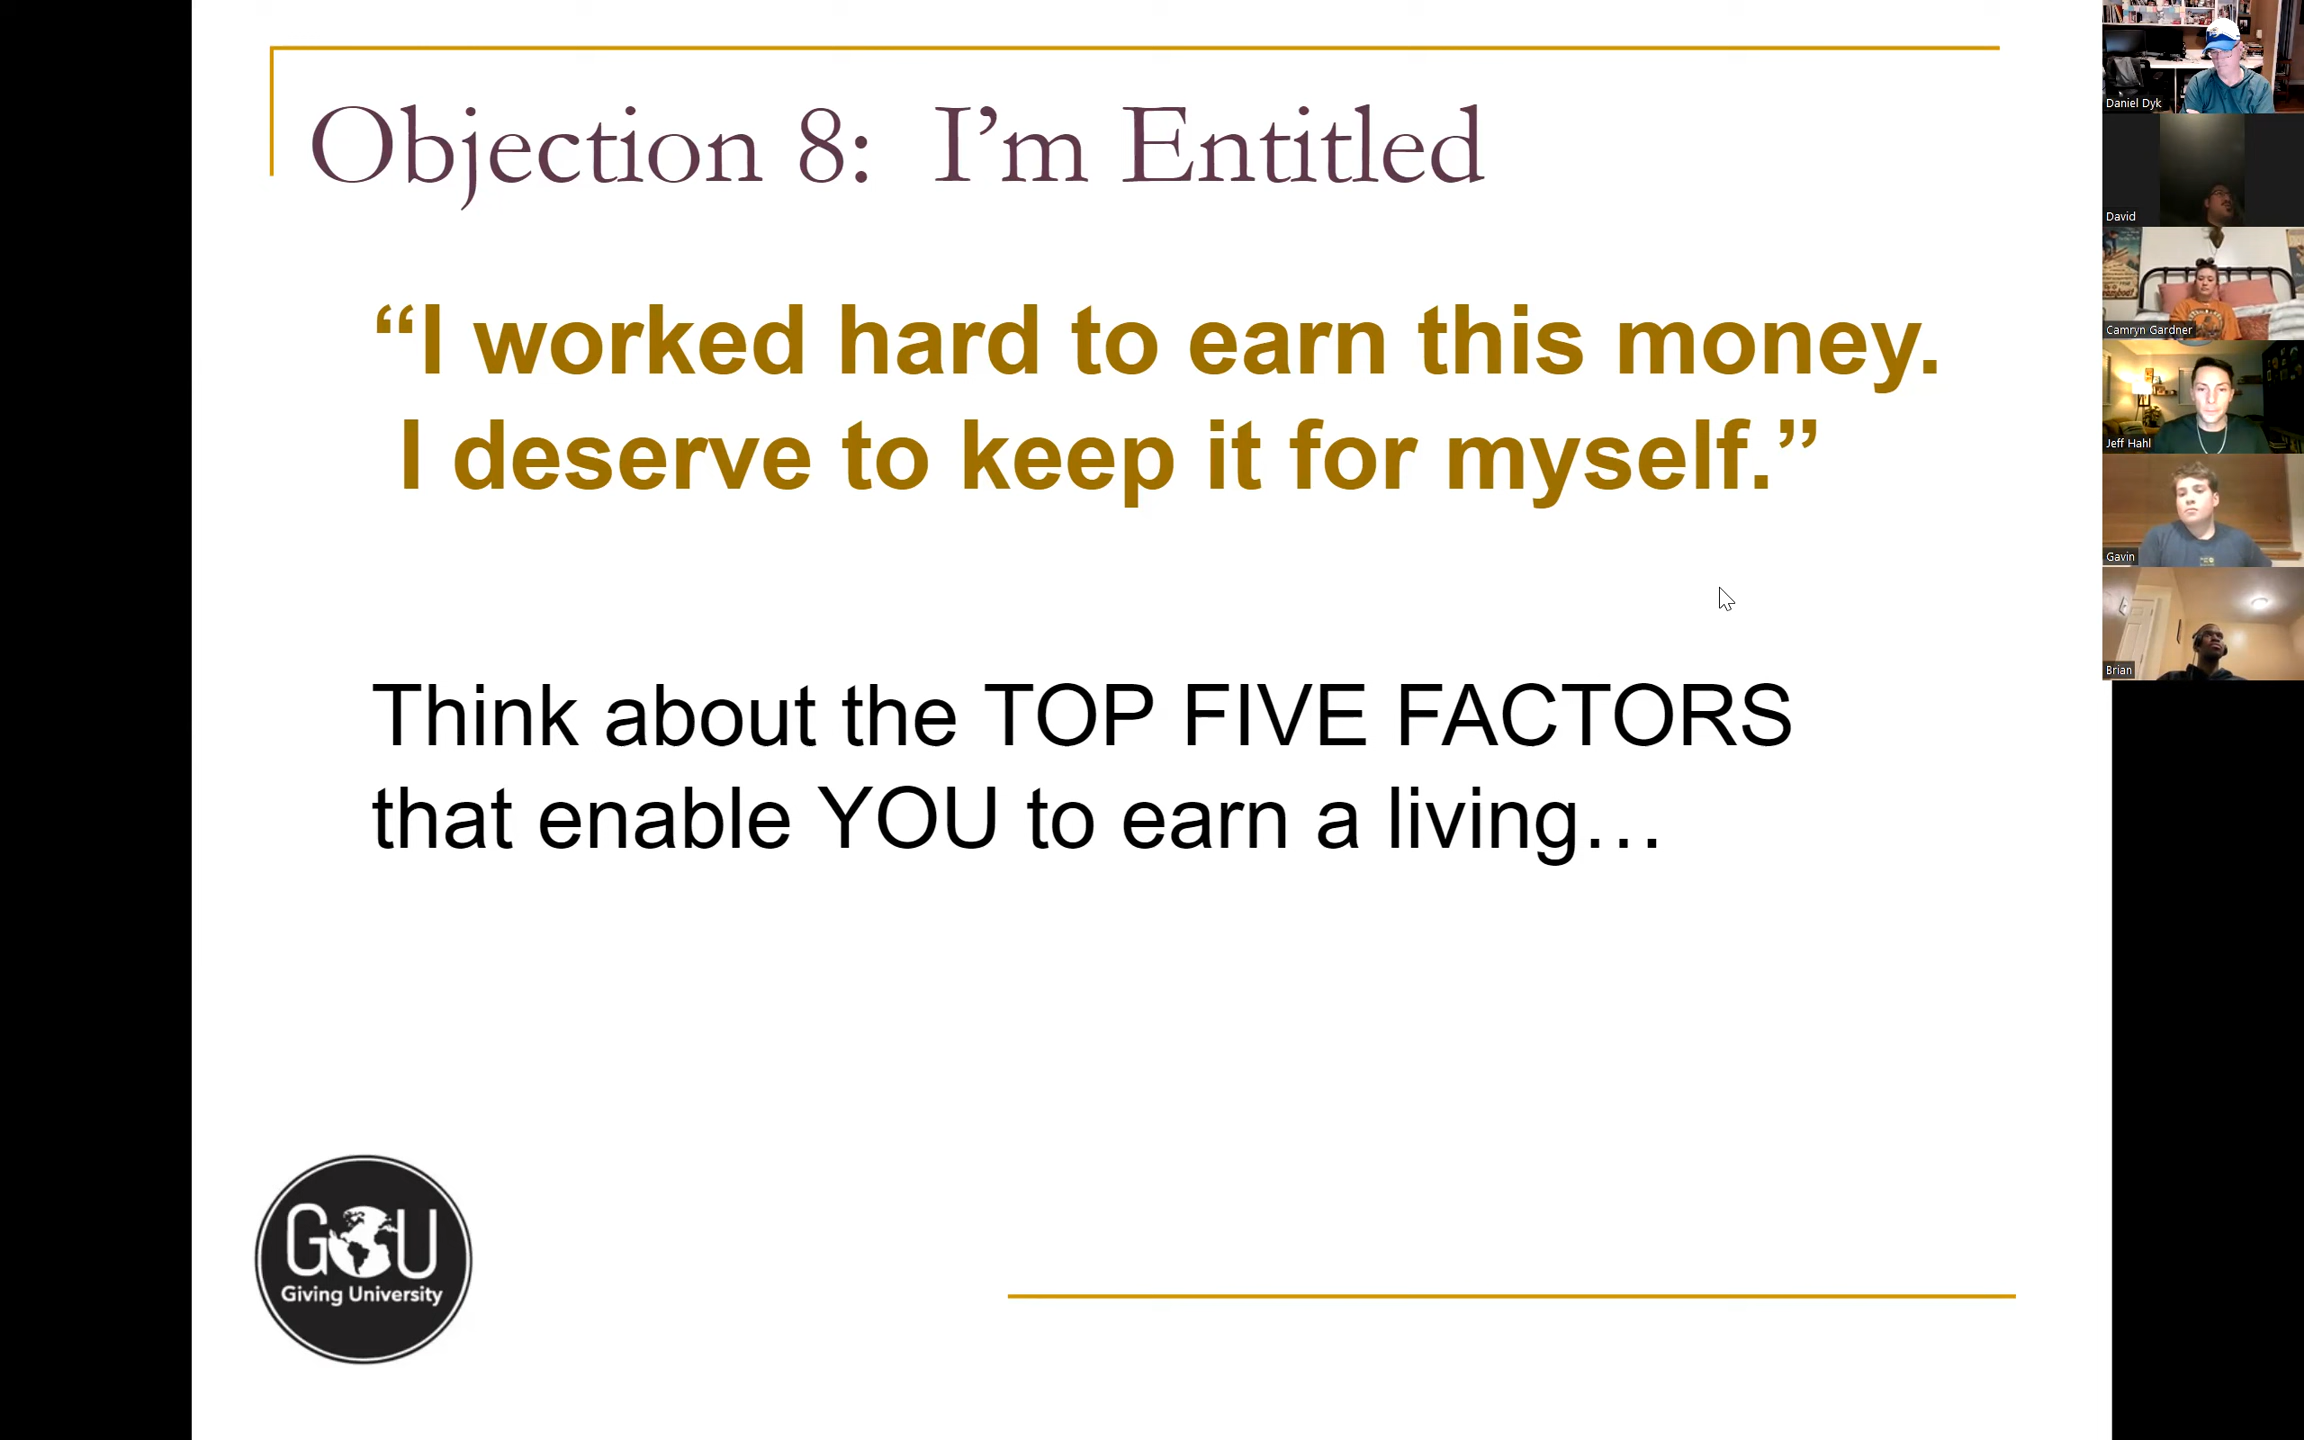 Objection 8: I’m Entitled
“I worked hard to earn this money.
I deserve to keep it for myself.”
Think about the TOP FIVE FACTORS
that enable YOU to earn a living…
GU
Giving University
Daniel Dyk
David
Camryn Gardner
Jeff Hahl
Gavin
Brian